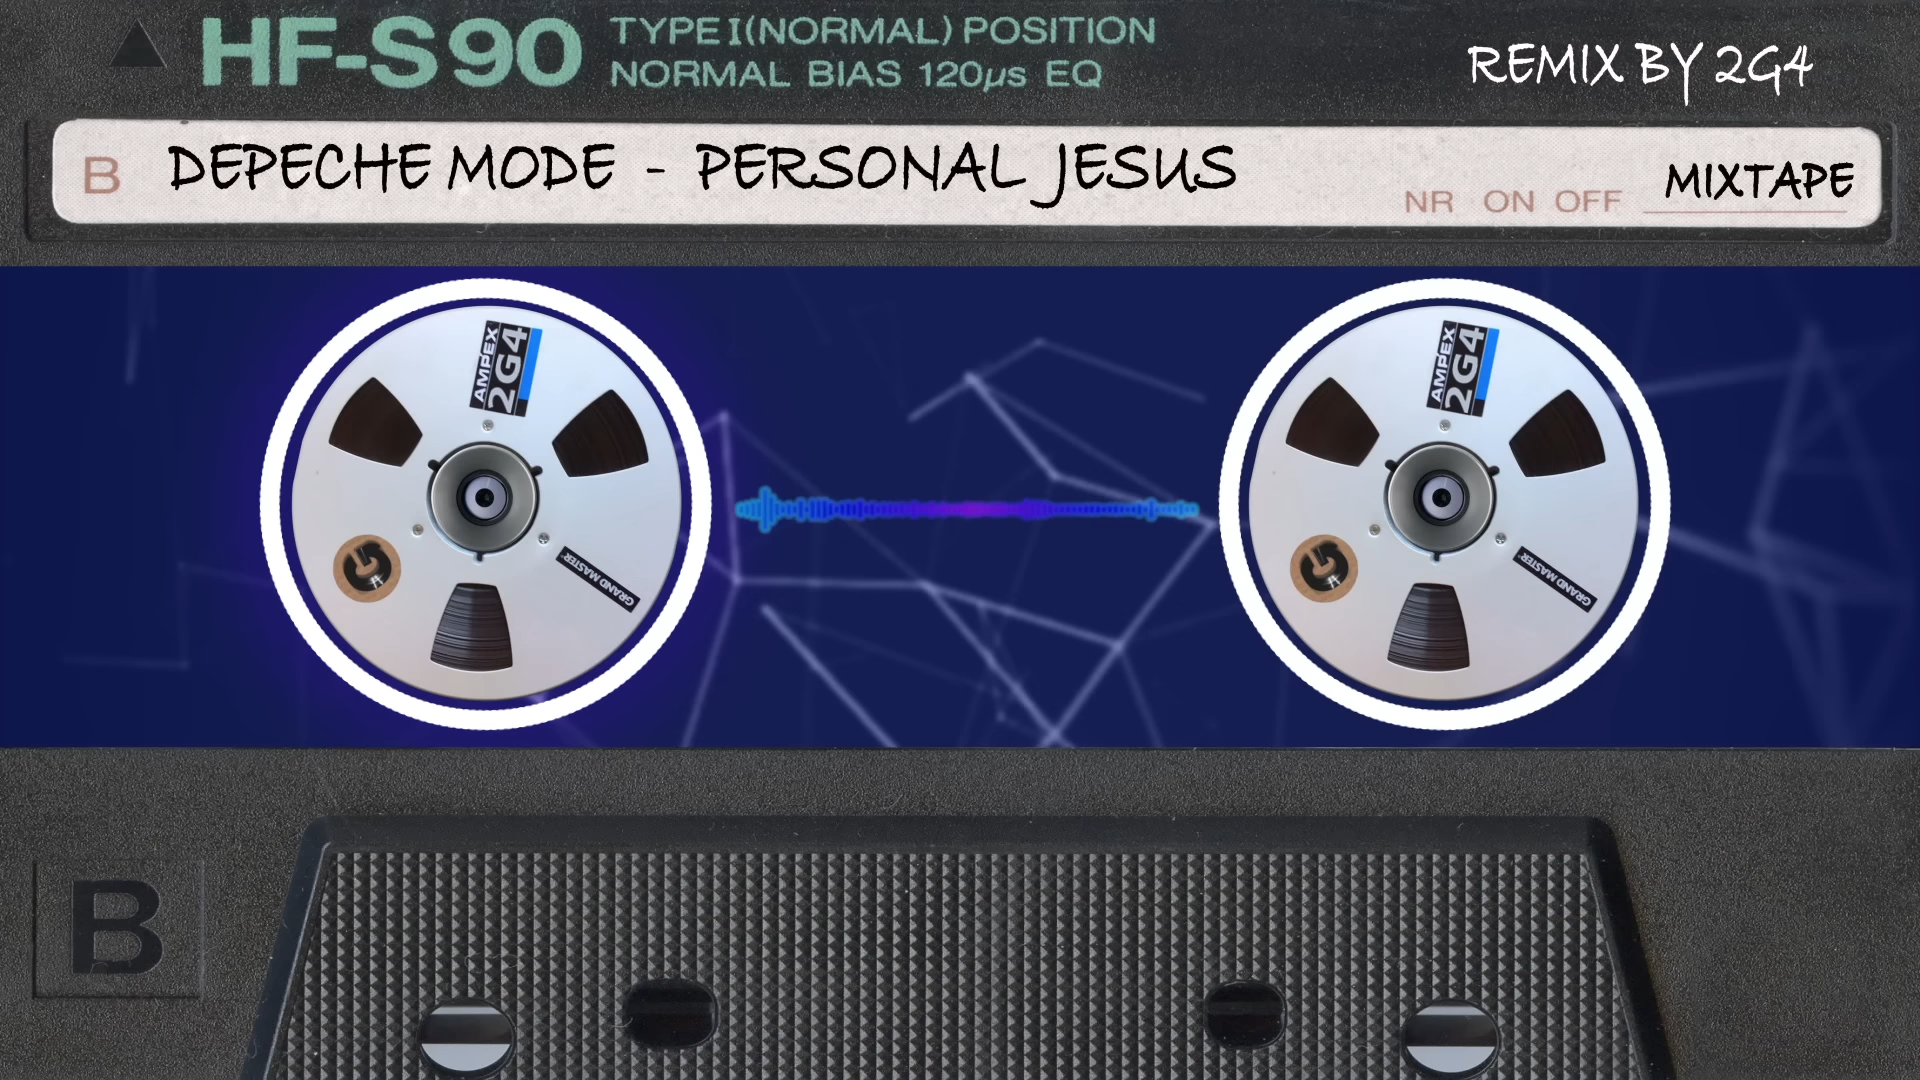 HF-S90
TYPE I (NORMAL) POSITION
NORMAL BIAS 120µs EQ
REMIX BY 2G4
B DEPECHE MODE - PERSONAL JESUS
NR ON OFF MIXTAPE
AMPEX
2G4
GRAND MASTER
AMPEX
2G4
GRAND MASTER
B